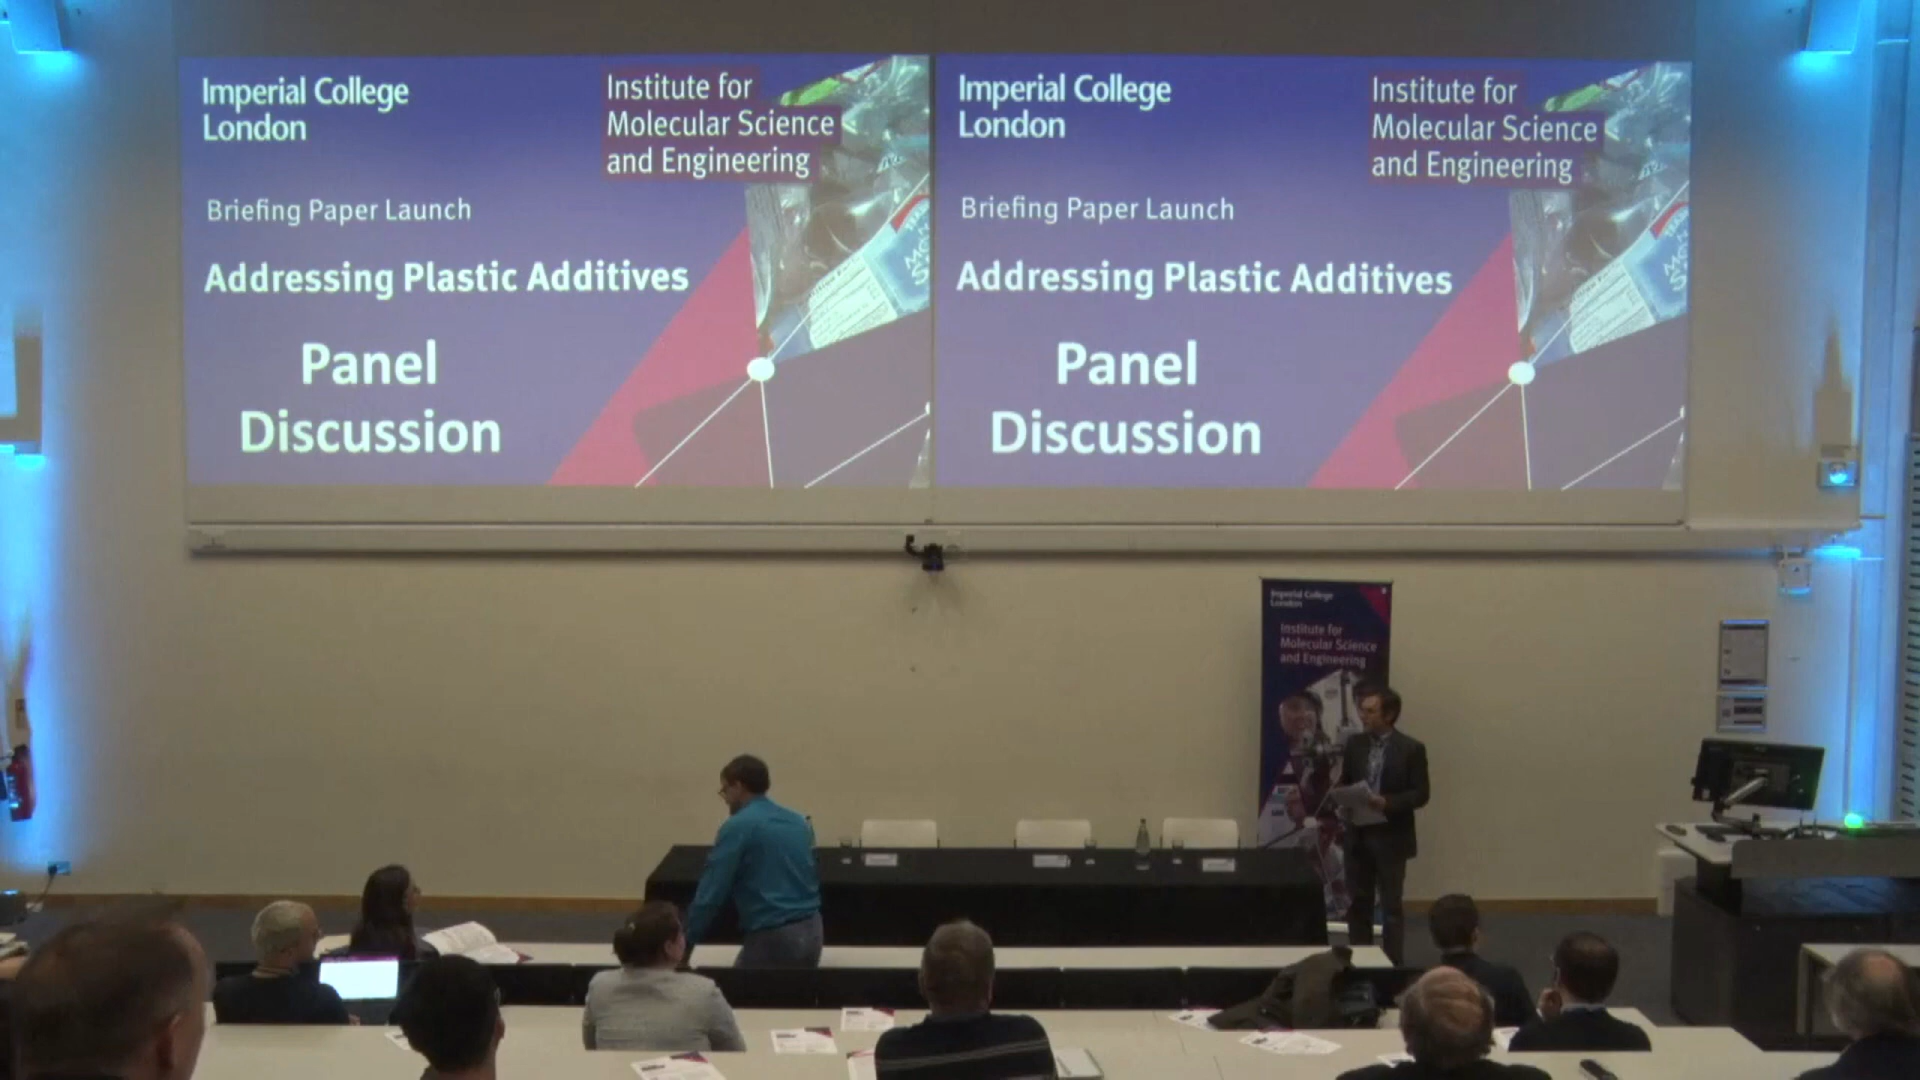 Imperial College
London
Institute for
Molecular Science
and Engineering
Briefing Paper Launch
Addressing Plastic Additives
Panel
Discussion
Imperial College
London
Institute for
Molecular Science
and Engineering
Briefing Paper Launch
Addressing Plastic Additives
Panel
Discussion
Imperial College
London
Institute for
Molecular Science
and Engineering